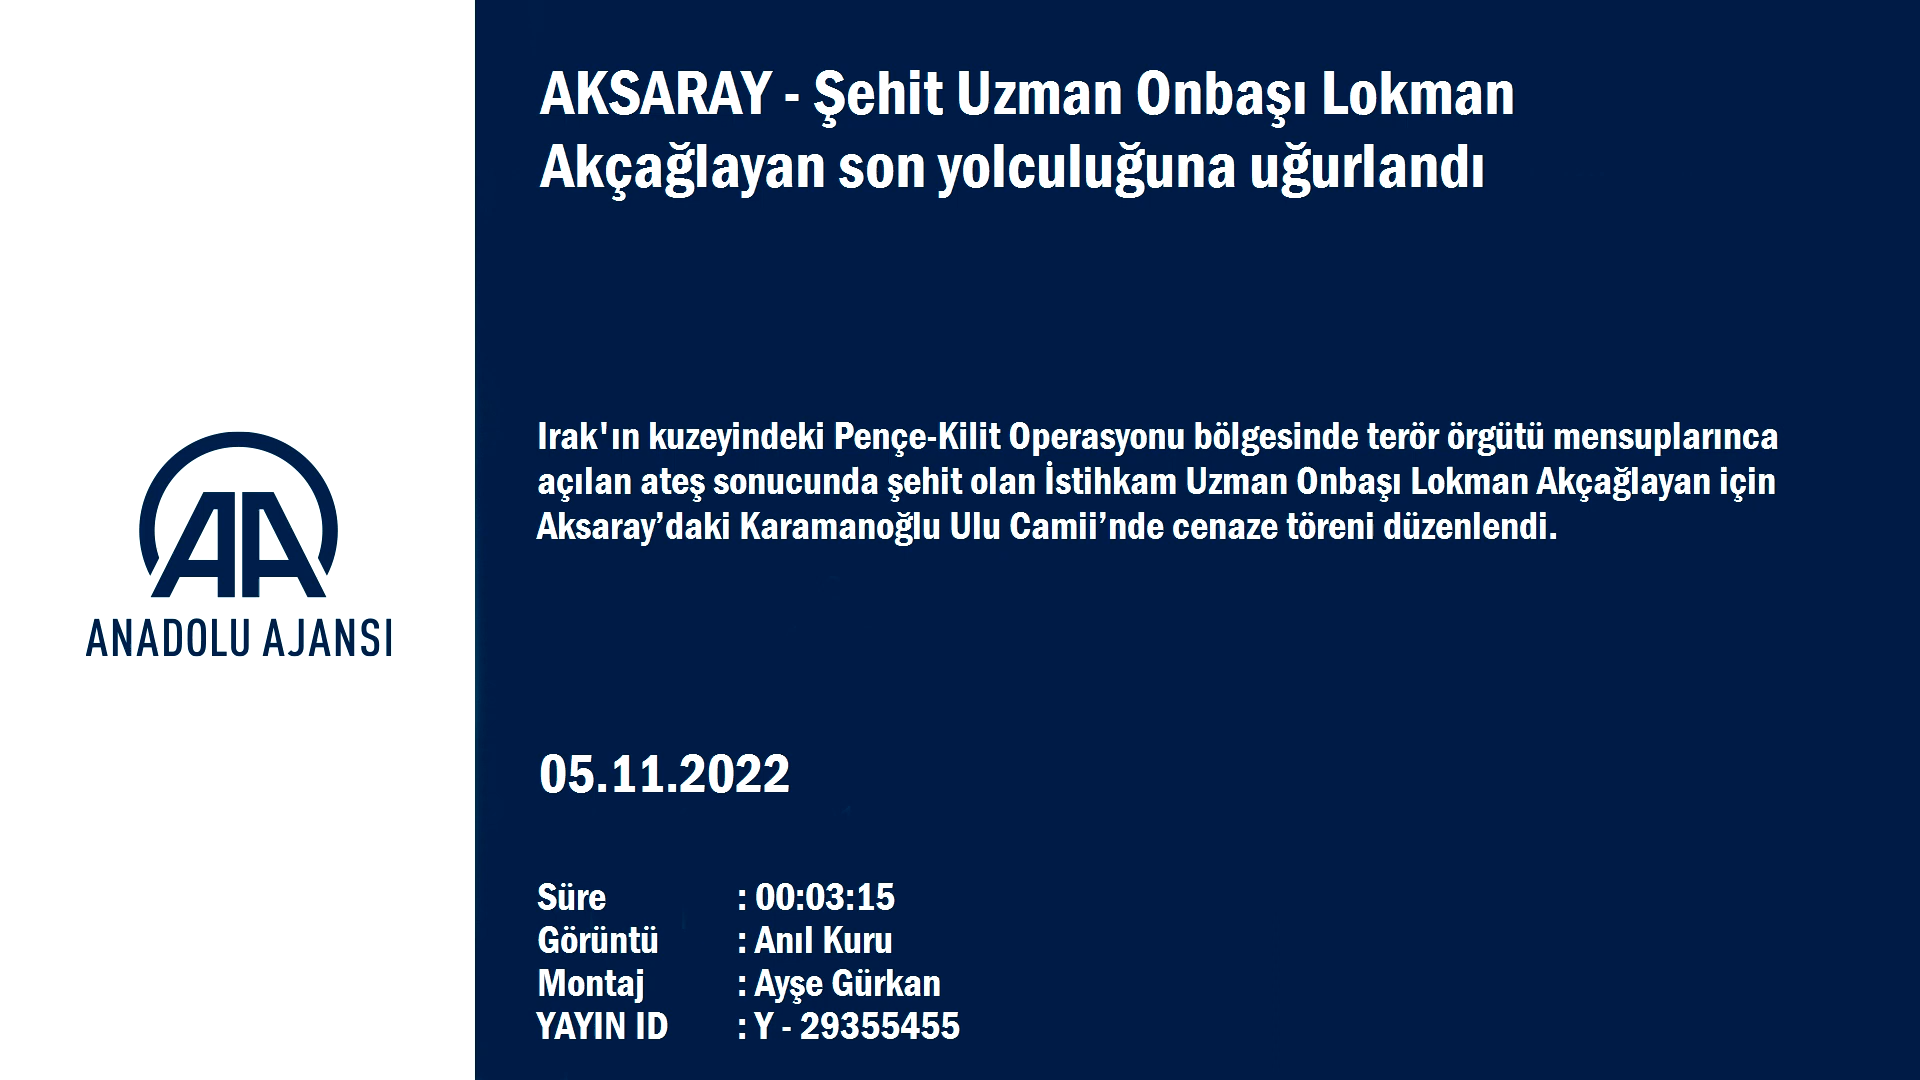 AKSARAY - Şehit Uzman Onbaşı Lokman
Akçağlayan son yolculuğuna uğurlandı
Irak'ın kuzeyindeki Pençe-Kilit Operasyonu bölgesinde terör örgütü mensuplarınca
açılan ateş sonucunda şehit olan İstihkam Uzman Onbaşı Lokman Akçağlayan için
Aksaray’daki Karamanoğlu Ulu Camii’nde cenaze töreni düzenlendi.
AA
ANADOLU AJANSI
05.11.2022
Süre : 00:03:15
Görüntü : Anıl Kuru
Montaj : Ayşe Gürkan
YAYIN ID : Y - 29355455